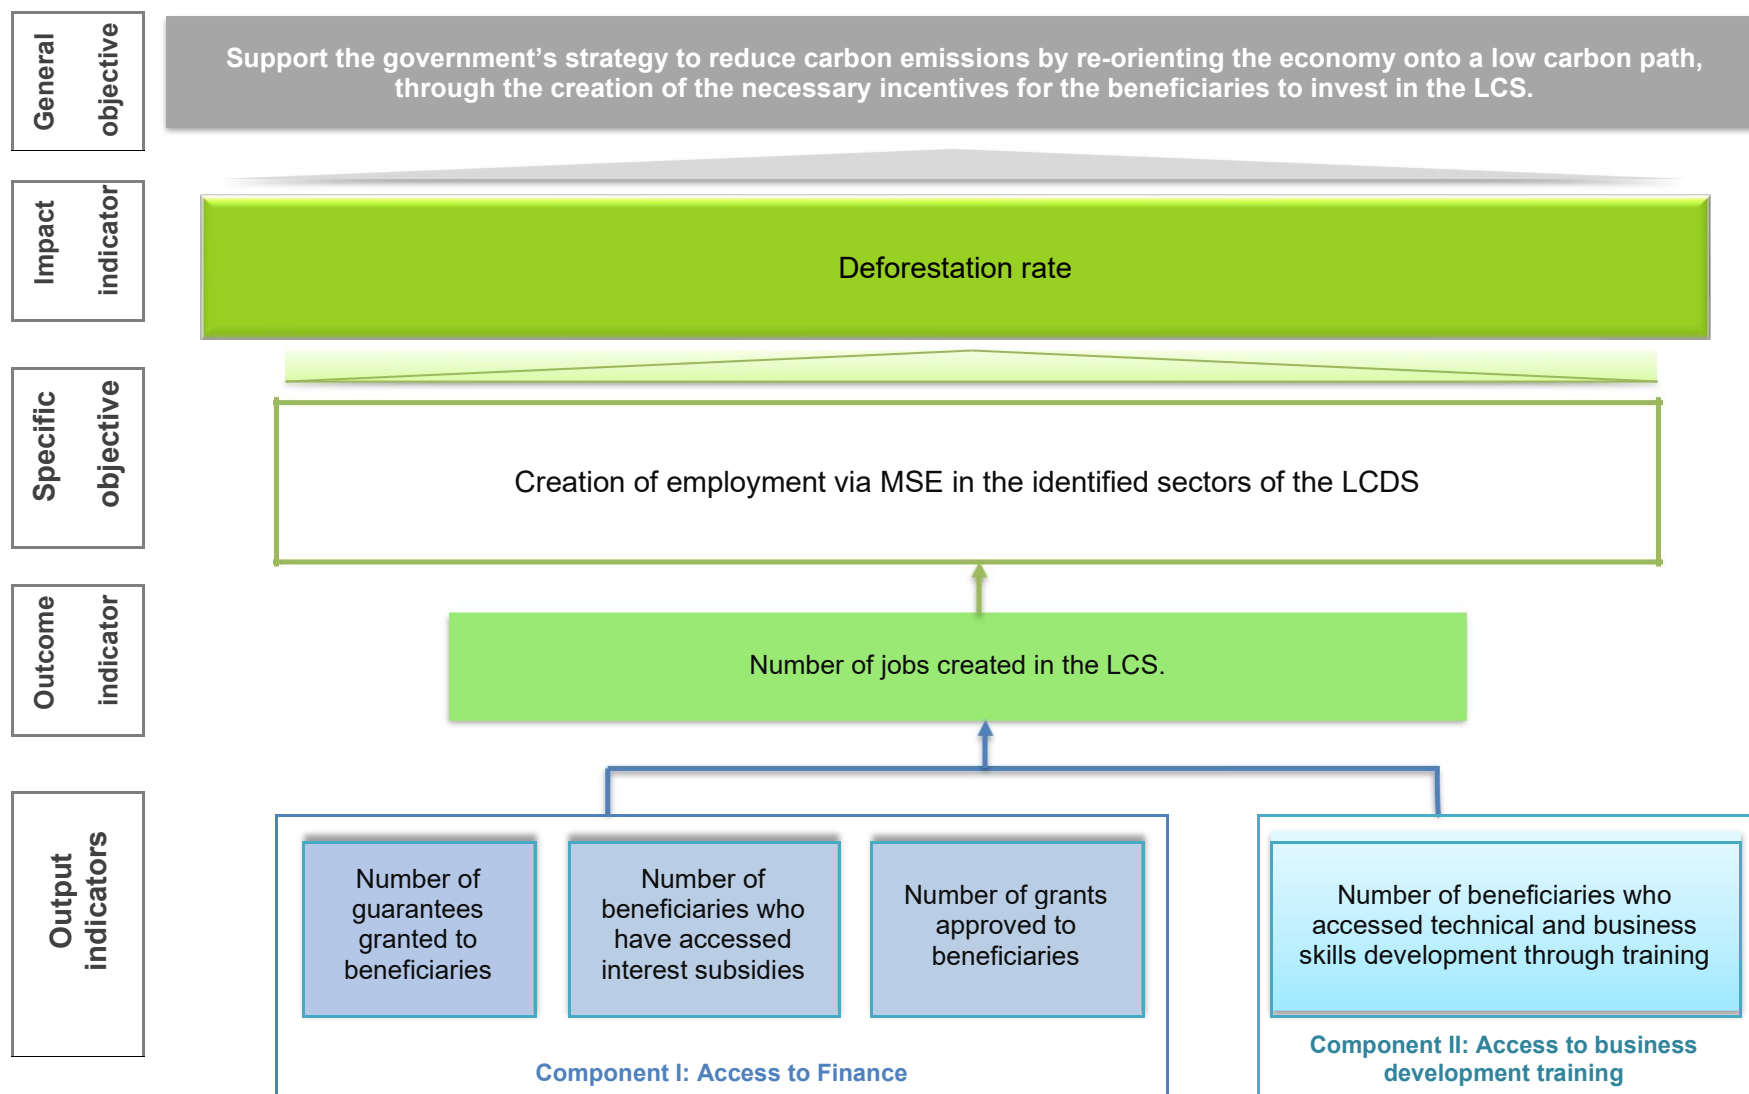 General
objective
Support the government’s strategy to reduce carbon emissions by re-orienting the economy onto a low carbon path,
through the creation of the necessary incentives for the beneficiaries to invest in the LCS.
Impact
indicator
Deforestation rate
Specific
objective
Creation of employment via MSE in the identified sectors of the LCDS
Outcome
indicator
Number of jobs created in the LCS.
Output
indicators
Number of
guarantees
granted to
beneficiaries
Number of
beneficiaries who
have accessed
interest subsidies
Number of grants
approved to
beneficiaries
Component I: Access to Finance
Number of beneficiaries who
accessed technical and business
skills development through training
Component II: Access to business
development training